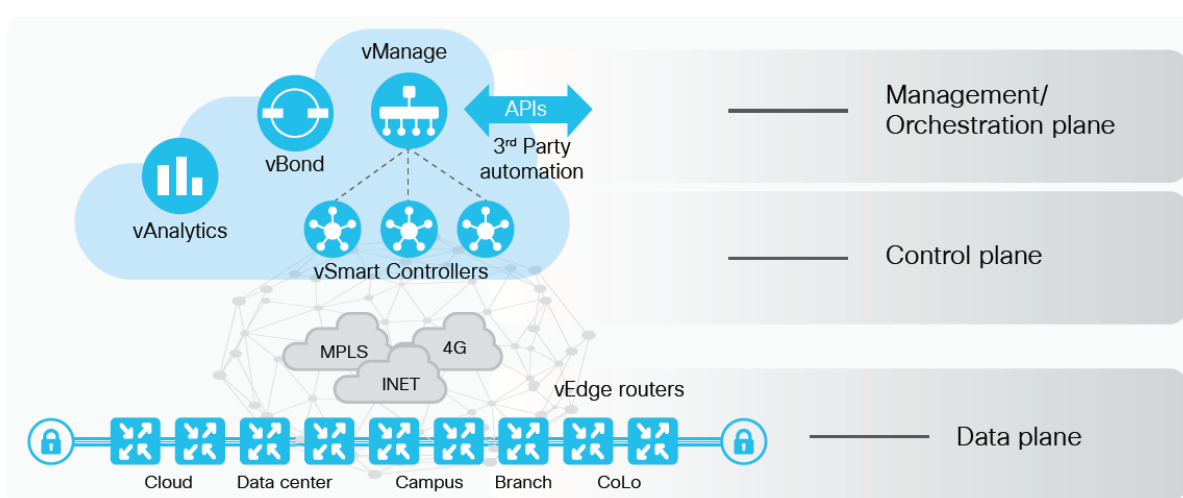 vManage
APIs
3rd Party
automation
vBond
vAnalytics
vSmart Controllers
Management/
Orchestration plane
Control plane
MPLS
4G
INET
vEdge routers
Data plane
Cloud
Data center
Campus
Branch
CoLo